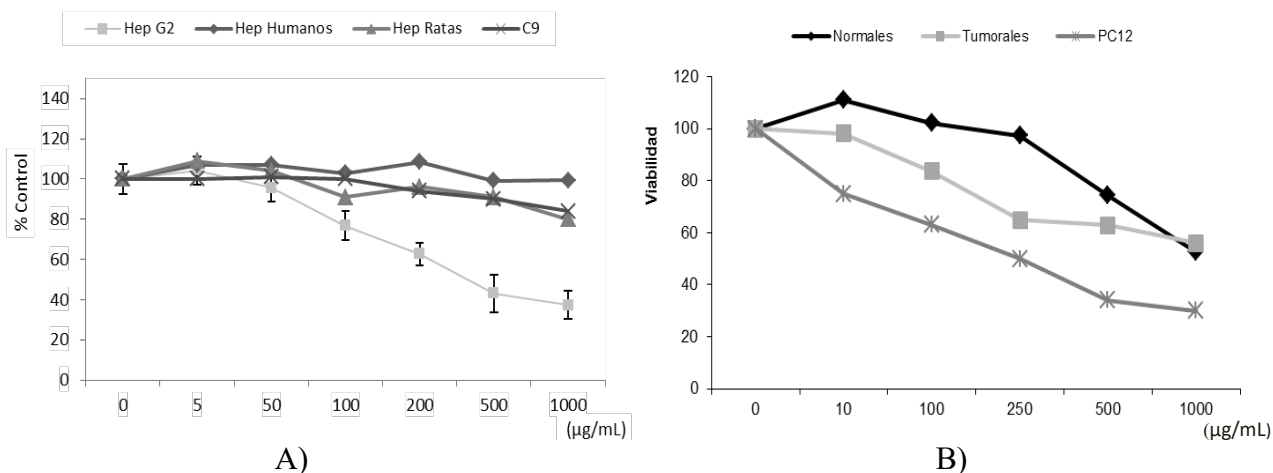 Hep G2 Hep Humanos Hep Ratas C9
% Control
140
120
100
80
60
40
20
0
0 5 50 100 200 500 1000
(µg/mL)
A)
Normales Tumorales PC12
Viabilidad
120
100
80
60
40
20
0
0 10 100 250 500 1000
(µg/mL)
B)